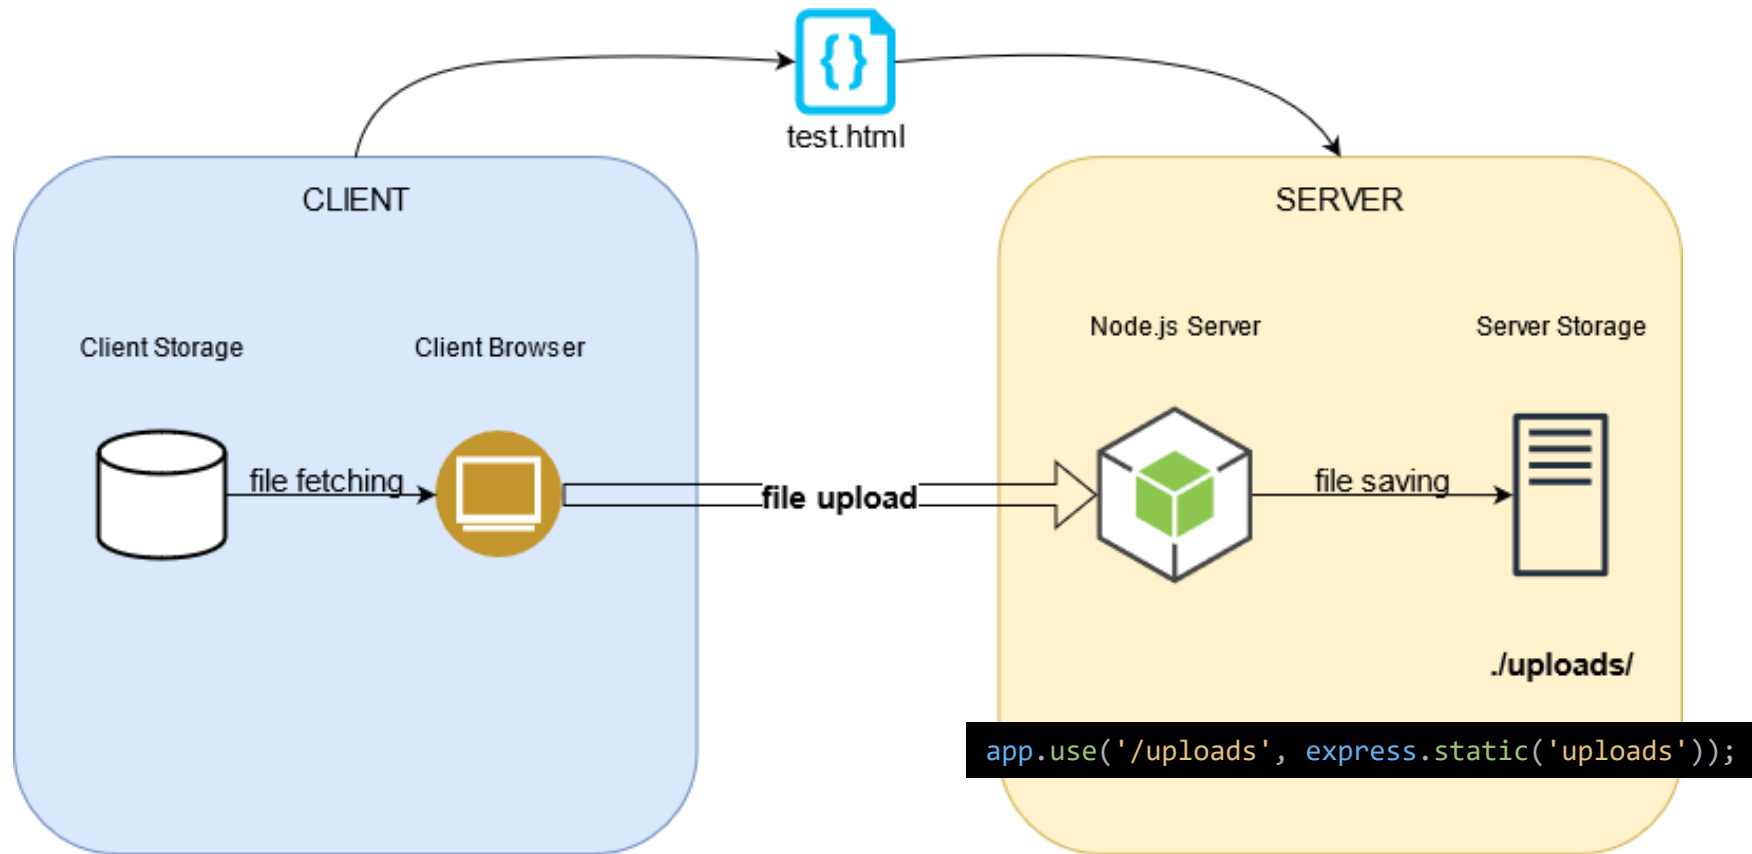 test.html
CLIENT
SERVER
Client Storage
Client Browser
Node.js Server
Server Storage
file fetching
file upload
file saving
./uploads/
app.use('/uploads', express.static('uploads'));